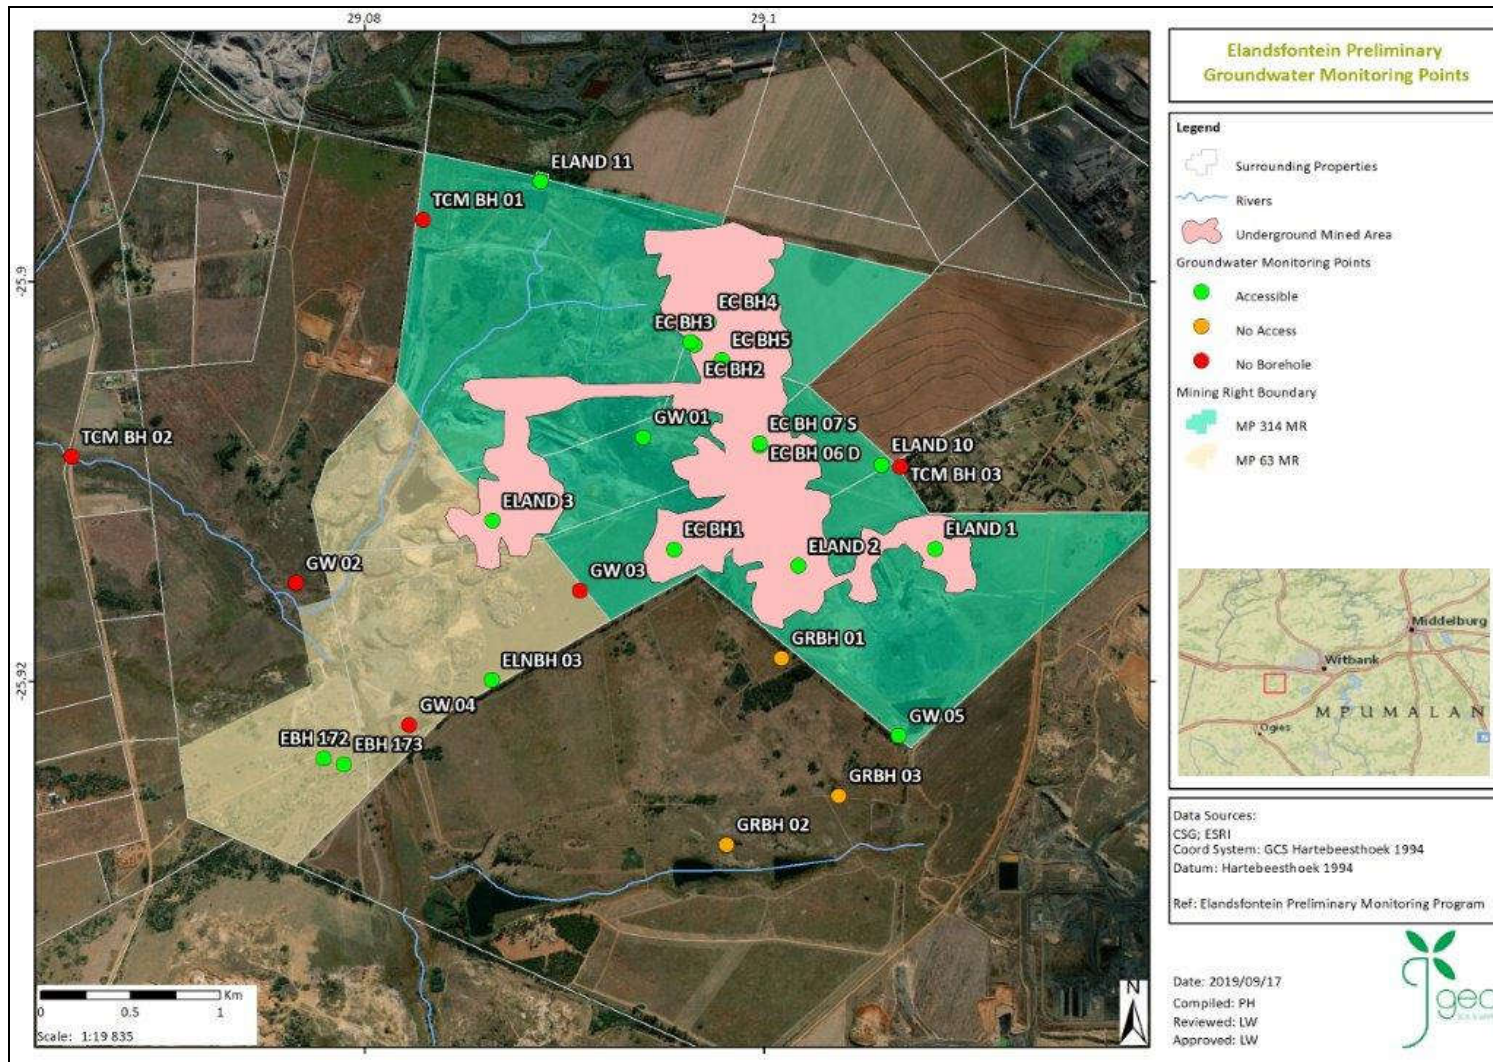 29.08
29.1
-25.9
-25.92
ELAND 11
TCM BH 01
EC BH4
EC BH3
EC BH5
EC BH2
GW 01
EC BH 07 S
EC BH 06 D
ELAND 10
TCM BH 03
TCM BH 02
ELAND 3
EC BH1
ELAND 1
ELAND 2
GW 02
GW 03
GRBH 01
ELNBH 03
GW 04
GW 05
EBH 172
EBH 173
GRBH 03
GRBH 02
Km
0 0.5 1
Scale: 1:19 835
N
Elandsfontein Preliminary
Groundwater Monitoring Points
Legend
Surrounding Properties
Rivers
Underground Mined Area
Groundwater Monitoring Points
Accessible
No Access
No Borehole
Mining Right Boundary
MP 314 MR
MP 63 MR
Middelburg
Witbank
MPUMALAN
Ogies
Data Sources:
CSG; ESRI
Coord System: GCS Hartebeesthoek 1994
Datum: Hartebeesthoek 1994
Ref: Elandsfontein Preliminary Monitoring Program
Date: 2019/09/17
Compiled: PH
Reviewed: LW
Approved: LW
geo